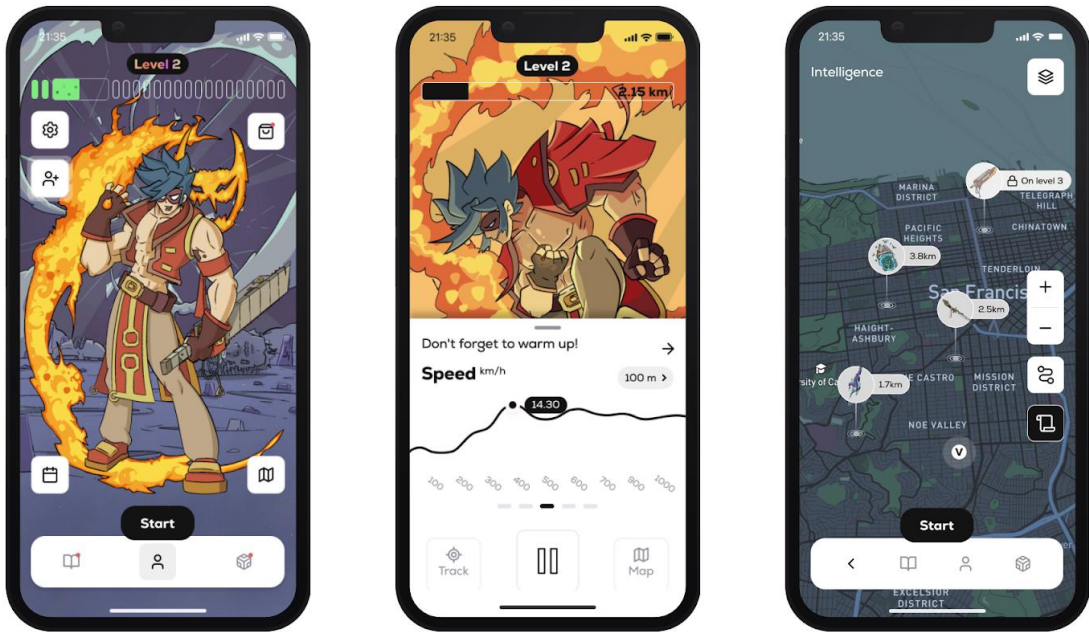 21:35
Level 2
Start
21:35
Level 2
2.15 km
Don't forget to warm up!
Speed km/h
100 m >
14.30
100 200 300 400 500 600 700 800 900 1000
Track
Map
21:35
Intelligence
On level 3
MARINA
DISTRICT
TELEGRAPH
HILL
PACIFIC
HEIGHTS
CHINATOWN
3.8km
TENDERLOIN
San Francis
2.5km
HAIGHT-
ASHBURY
sity of Ca
1.7km
E CASTRO
MISSION
DISTRICT
NOE VALLEY
V
Start
EXCELSIOR
DISTRICT